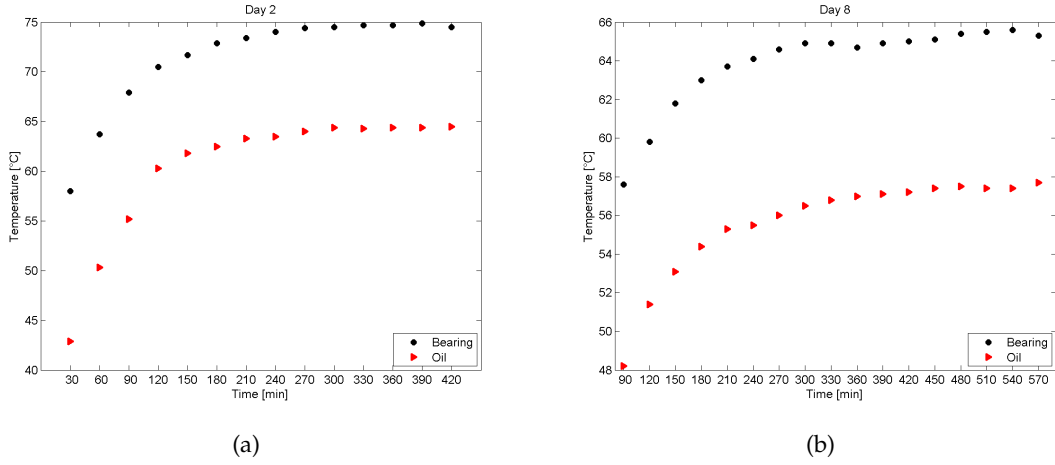 Day 2
75
70
65
60
55
50
45
40
Temperature [°C]
30 60 90 120 150 180 210 240 270 300 330 360 390 420
Time [min]
Bearing
Oil
(a)
Day 8
66
64
62
60
58
56
54
52
50
48
Temperature [°C]
90 120 150 180 210 240 270 300 330 360 390 420 450 480 510 540 570
Time [min]
Bearing
Oil
(b)